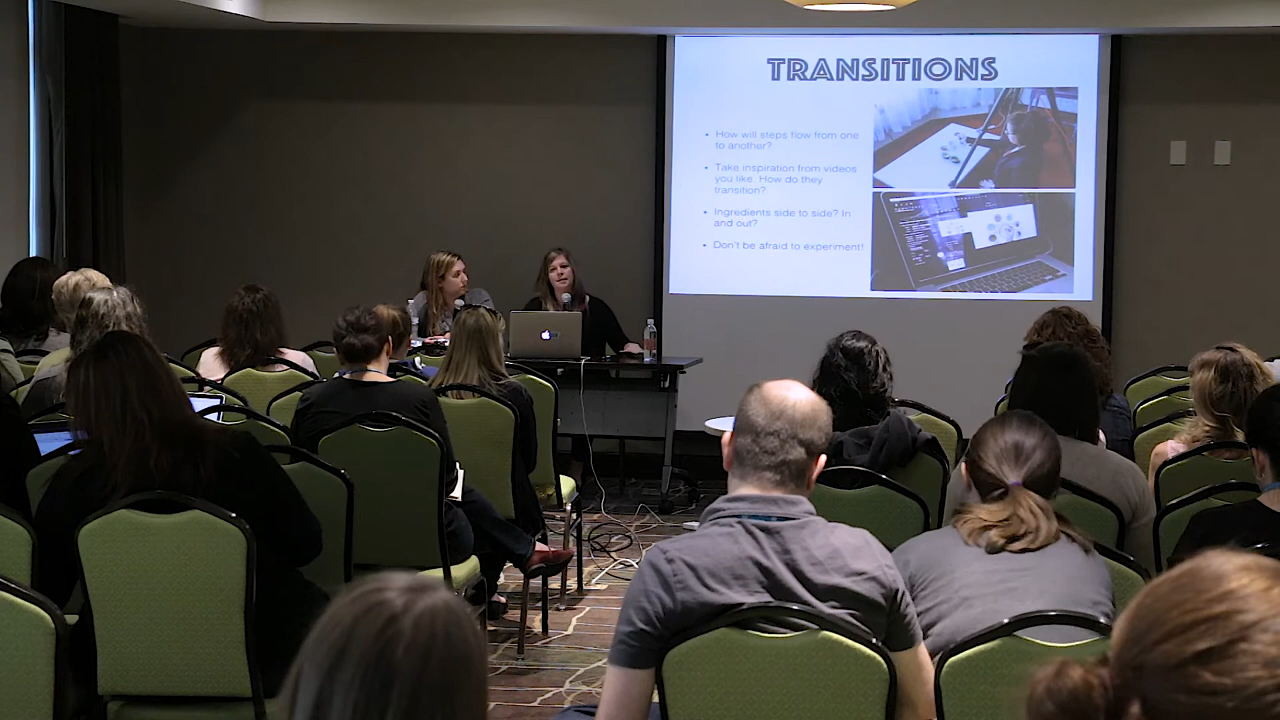 TRANSITIONS
• How will steps flow from one
to another?
• Take inspiration from videos
you like. How do they
transition?
• Ingredients side to side? In
and out?
• Don't be afraid to experiment!